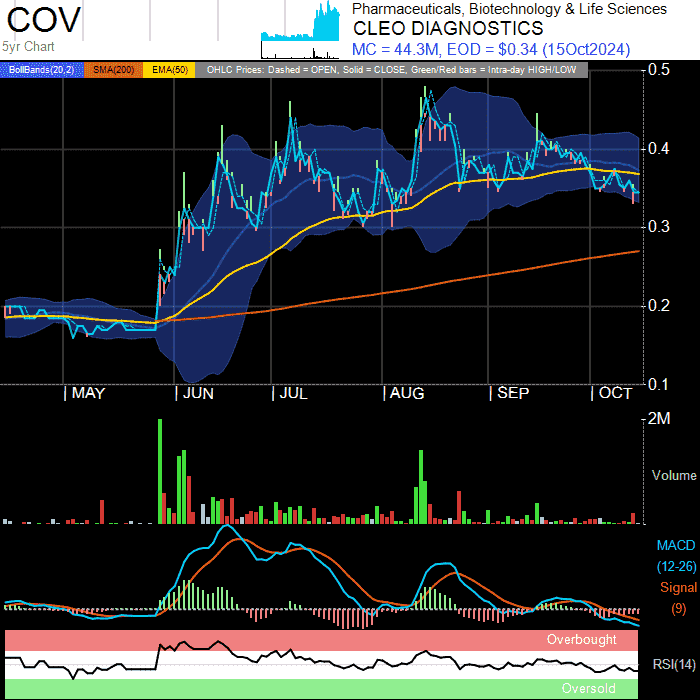 COV
5yr Chart
Pharmaceuticals, Biotechnology & Life Sciences
CLEO DIAGNOSTICS
MC = 44.3M, EOD = $0.34 (15Oct2024)
BollBands(20,2) SMA(200) EMA(50) OHLC Prices: Dashed = OPEN, Solid = CLOSE, Green/Red bars = Intra-day HIGH/LOW
0.5
0.4
0.3
0.2
0.1
| MAY | JUN | JUL | AUG | SEP | OCT
2M
Volume
MACD
(12-26)
Signal
(9)
Overbought
RSI(14)
Oversold